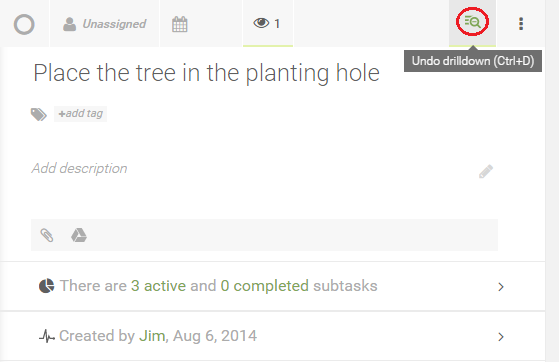 Unassigned 1
Undo drilldown (Ctrl+D)
Place the tree in the planting hole
+add tag
Add description
There are 3 active and 0 completed subtasks
Created by Jim, Aug 6, 2014